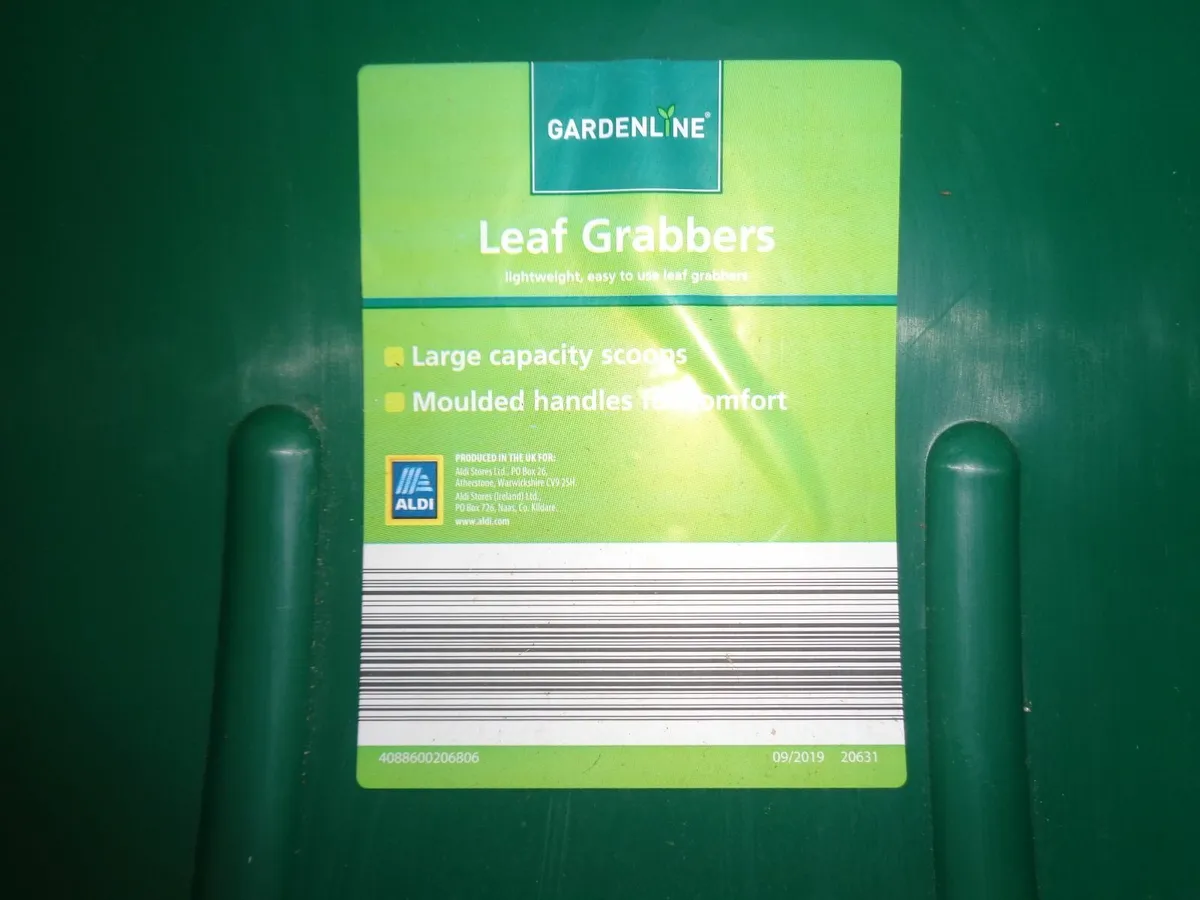 GARDENLINE®
Leaf Grabbers
lightweight, easy to use leaf grabbers
Large capacity scoops
Moulded handles for comfort
PRODUCED IN THE UK FOR:
Aldi Stores Ltd., PO Box 26,
Atherstone, Warwickshire CV9 2SH.
Aldi Stores (Ireland) Ltd.,
PO Box 726, Naas, Co. Kildare.
www.aldi.com
ALDI
4088600206806
09/2019 20631